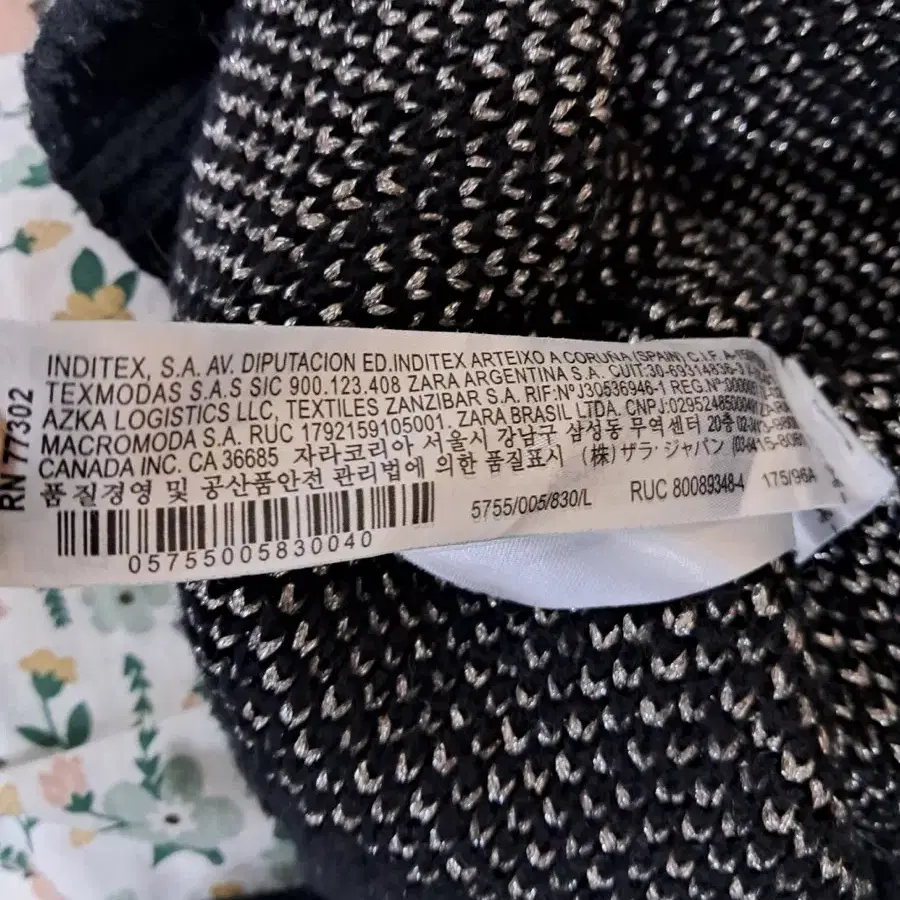 RN 77302
INDITEX, S.A. AV. DIPUTACION ED.INDITEX ARTEIXO A CORUÑA (SPAIN) C.I.F. A-
TEXMODAS S.A.S SIC 900.123.408 ZARA ARGENTINA S.A. CUIT:30-69314836-3
AZKA LOGISTICS LLC, TEXTILES ZANZIBAR S.A. RIF:NºJ30536946-1 REG.Nº
MACROMODA S.A. RUC 1792159105001. ZARA BRASIL LTDA. CNPJ:
CANADA INC. CA 36685 자라코리아 서울시 강남구 삼성동 무역센터 20층
품질경영 및 공산품안전 관리법에 의한 품질표시 (株)ザラ・ジャパン
5755/005/830/L RUC 80089348-4 175/96A
05755005830040